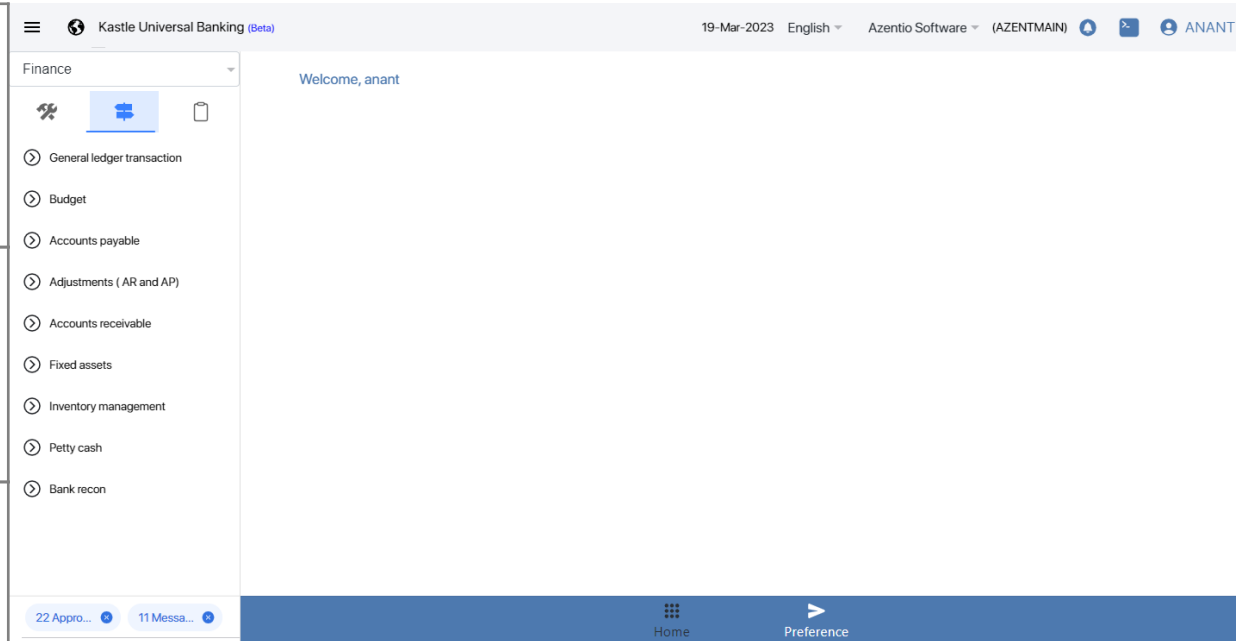 Kastle Universal Banking (Beta)
19-Mar-2023 English Azentio Software (AZENTMAIN) ANANT
Finance
Welcome, anant
General ledger transaction
Budget
Accounts payable
Adjustments ( AR and AP)
Accounts receivable
Fixed assets
Inventory management
Petty cash
Bank recon
22 Appro... 11 Messa...
Home Preference